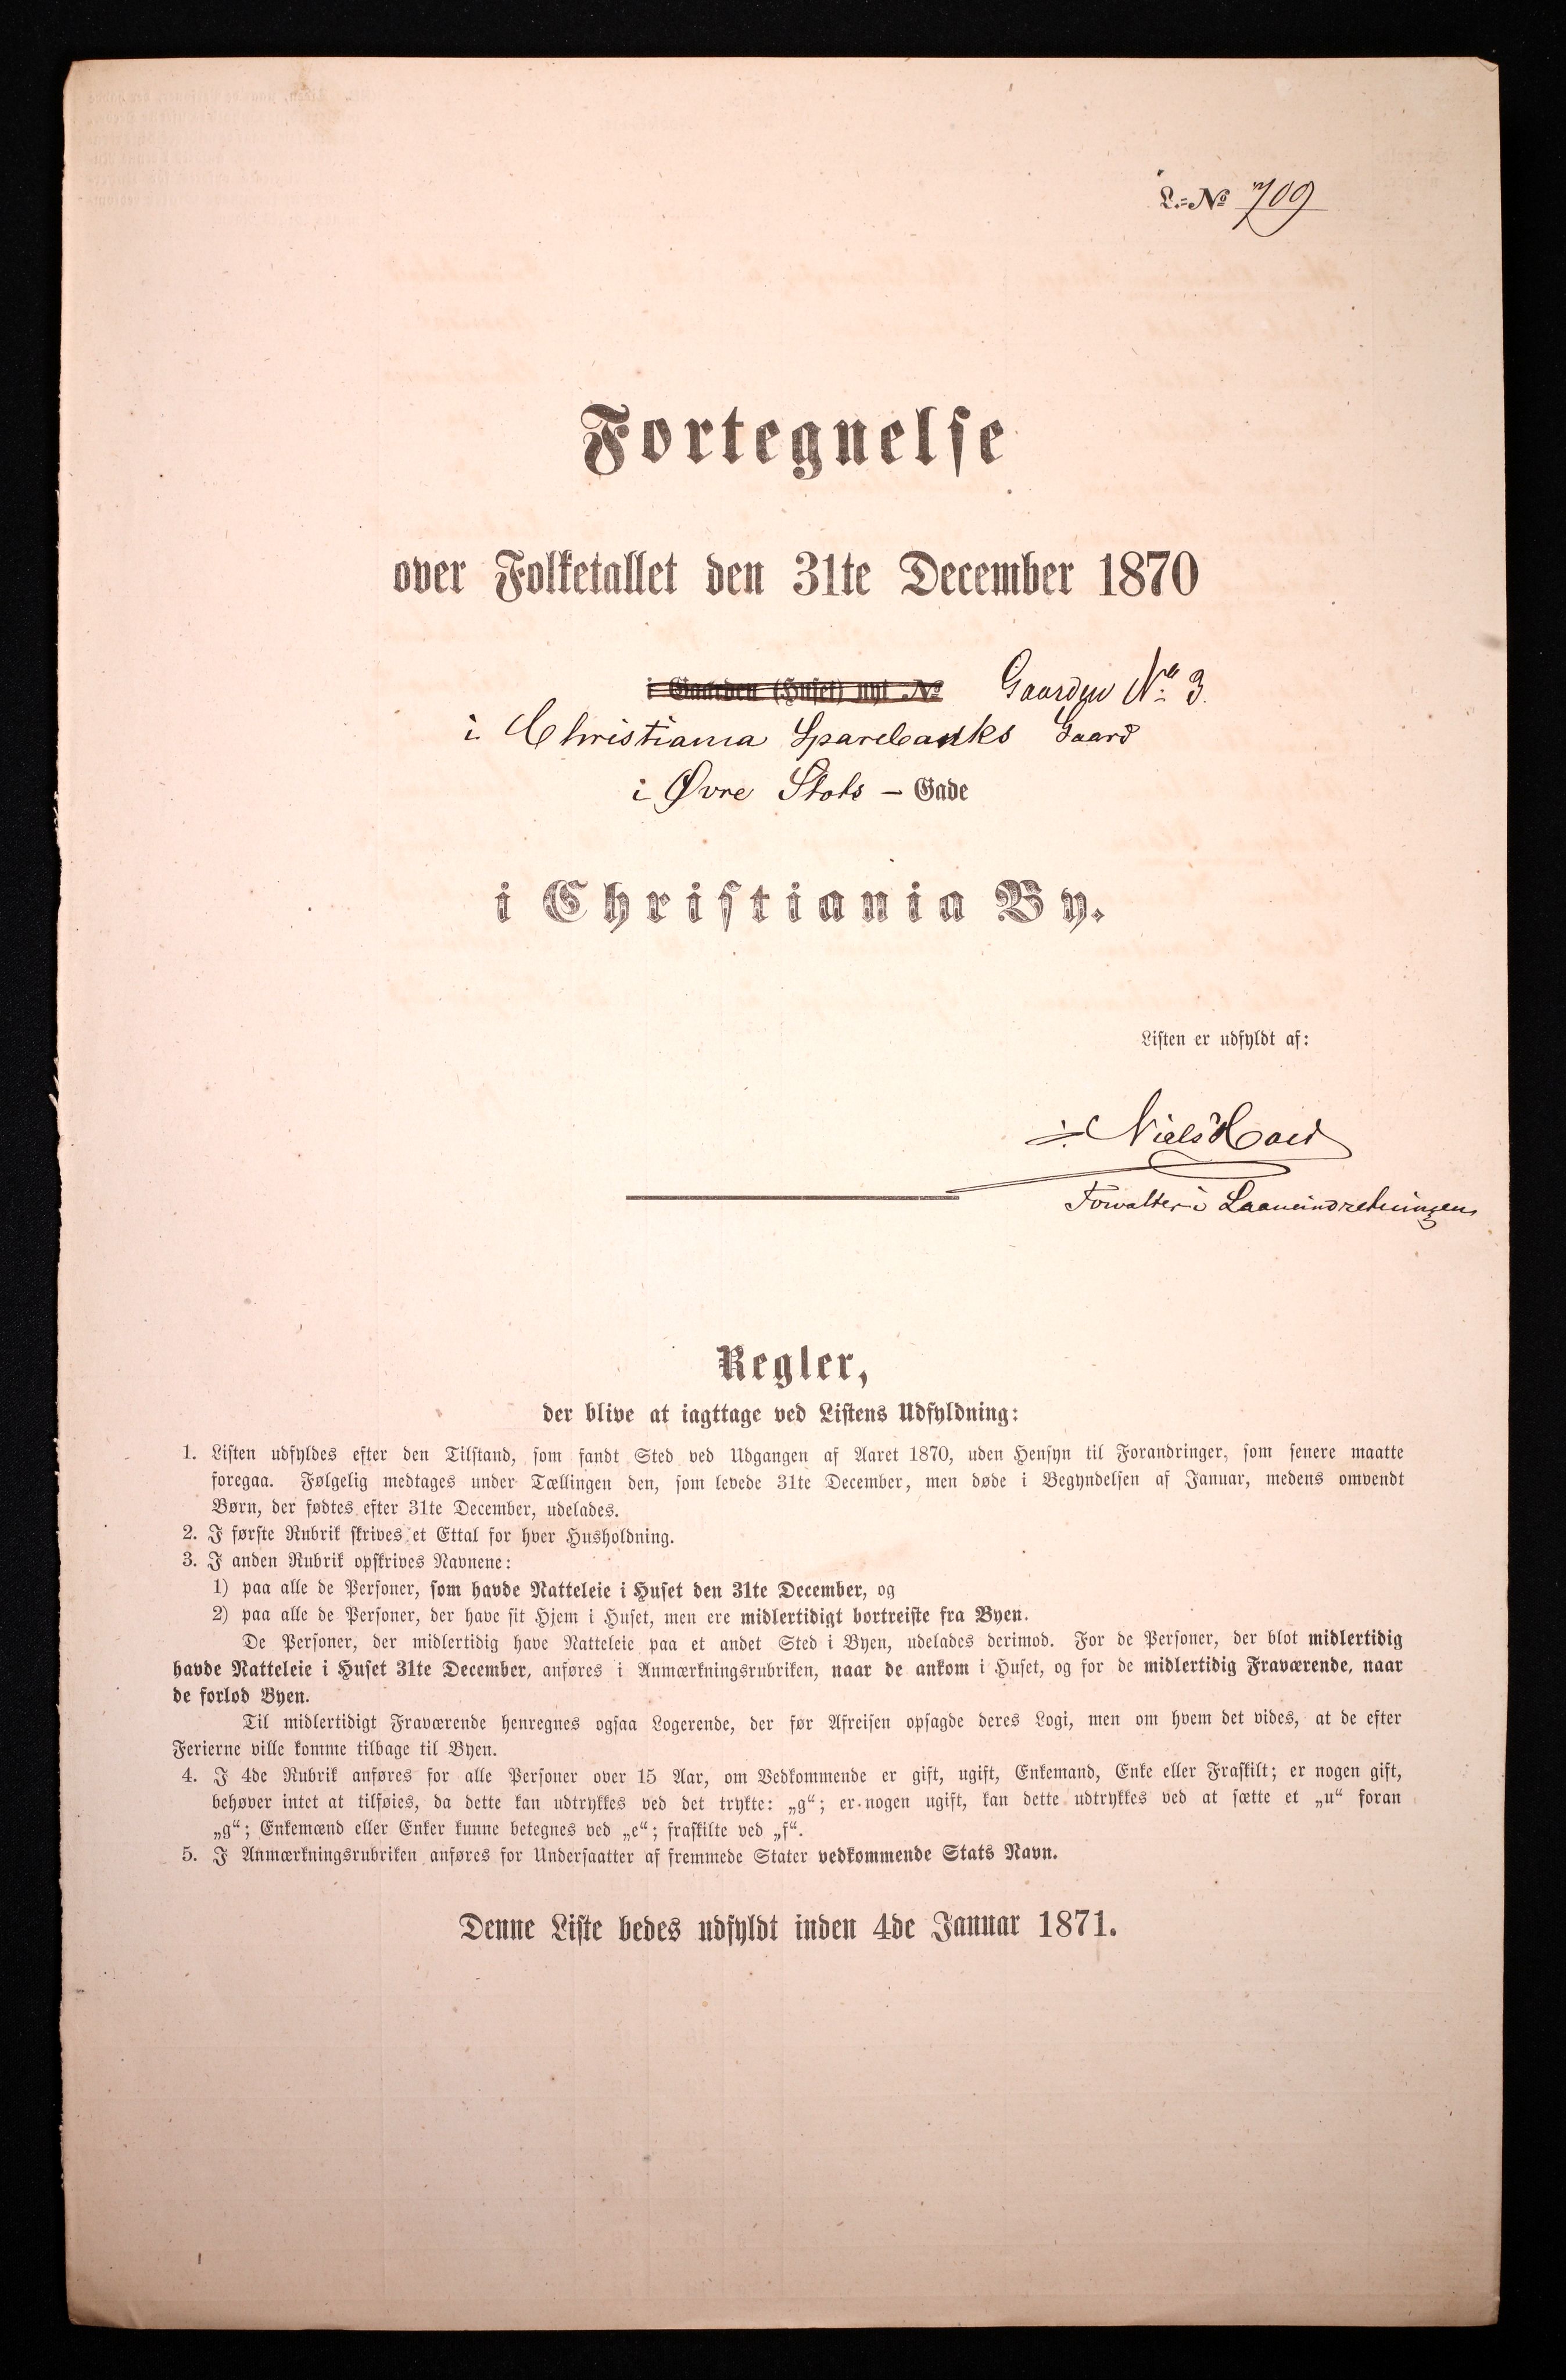 L.-No 709
Fortegnelse
over Folketallet den 31te December 1870
i Gaarden (Huset) nyt No Gaarden No 3.
i Christiania Sparebanks Gaard
i Øvre Slots - Gade
i Christiania By.
Listen er udfyldt af:
Niels
Forvalter i Laaneindretningen
Regler,
der blive at iagttage ved Listens Udfyldning:
1. Listen udfyldes efter den Tilstand, som fandt Sted ved Udgangen af Aaret 1870, uden Hensyn til Forandringer, som senere maatte
foregaa. Følgelig medtages under Tællingen den, som levede 31te December, men døde i Begyndelsen af Januar, medens omvendt
Børn, der fødtes efter 31te December, udelades.
2. I første Rubrik skrives et Ettal for hver Husholdning.
3. I anden Rubrik opskrives Navnene:
1) paa alle de Personer, som havde Natteleie i Huset den 31te December, og
2) paa alle de Personer, der have sit Hjem i Huset, men ere midlertidigt bortreiste fra Byen.
De Personer, der midlertidig have Natteleie paa et andet Sted i Byen, udelades derimod. For de Personer, der blot midlertidig
havde Natteleie i Huset 31te December, anføres i Anmærkningsrubriken, naar de ankom i Huset, og for de midlertidig Fraværende, naar
de forlod Byen.
Til midlertidigt Fraværende henregnes ogsaa Logerende, der før Afreisen opsagde deres Logi, men om hvem det vides, at de efter
Ferierne ville komme tilbage til Byen.
4. I 4de Rubrik anføres for alle Personer over 15 Aar, om Vedkommende er gift, ugift, Enkemand, Enke eller Fraskilt; er nogen gift,
behøver intet at tilføies, da dette kan udtrykkes ved det trykte: „g“; er nogen ugift, kan dette udtrykkes ved at sætte et „u“ foran
„g“; Enkemænd eller Enker kunne betegnes ved „e“; fraskilte ved „f“.
5. I Anmærkningsrubriken anføres for Undersaatter af fremmede Stater vedkommende Stats Navn.
Denne Liste bedes udfyldt inden 4de Januar 1871.